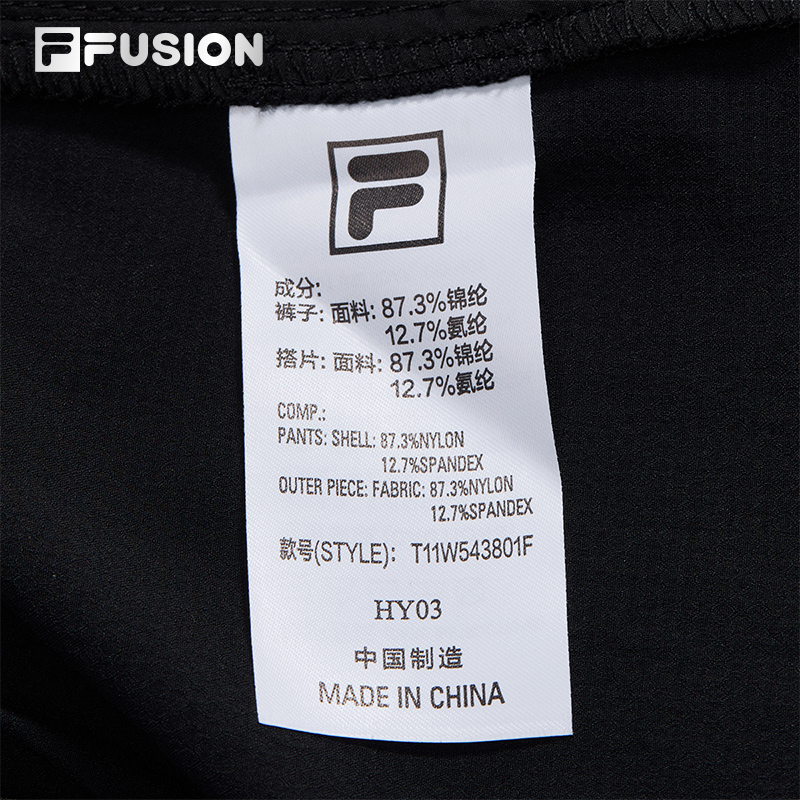 FFUSION
F
成分:
裤子: 面料: 87.3%锦纶
12.7%氨纶
搭片: 面料: 87.3%锦纶
12.7%氨纶
COMP.:
PANTS: SHELL: 87.3%NYLON
12.7%SPANDEX
OUTER PIECE: FABRIC: 87.3%NYLON
12.7%SPANDEX
款号(STYLE): T11W543801F
HY03
中国制造
MADE IN CHINA